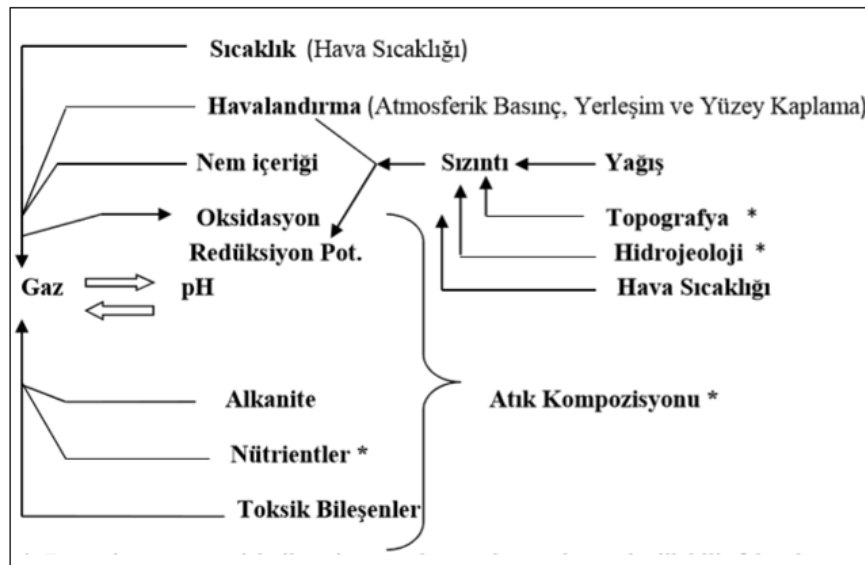 Sıcaklık (Hava Sıcaklığı)
Havalandırma (Atmosferik Basınç, Yerleşim ve Yüzey Kaplama)
Nem içeriği Sızıntı Yağış
Oksidasyon Topografya *
Redüksiyon Pot. Hidrojeoloji *
Gaz pH Hava Sıcaklığı
Alkanite Atık Kompozisyonu *
Nütrientler *
Toksik Bileşenler